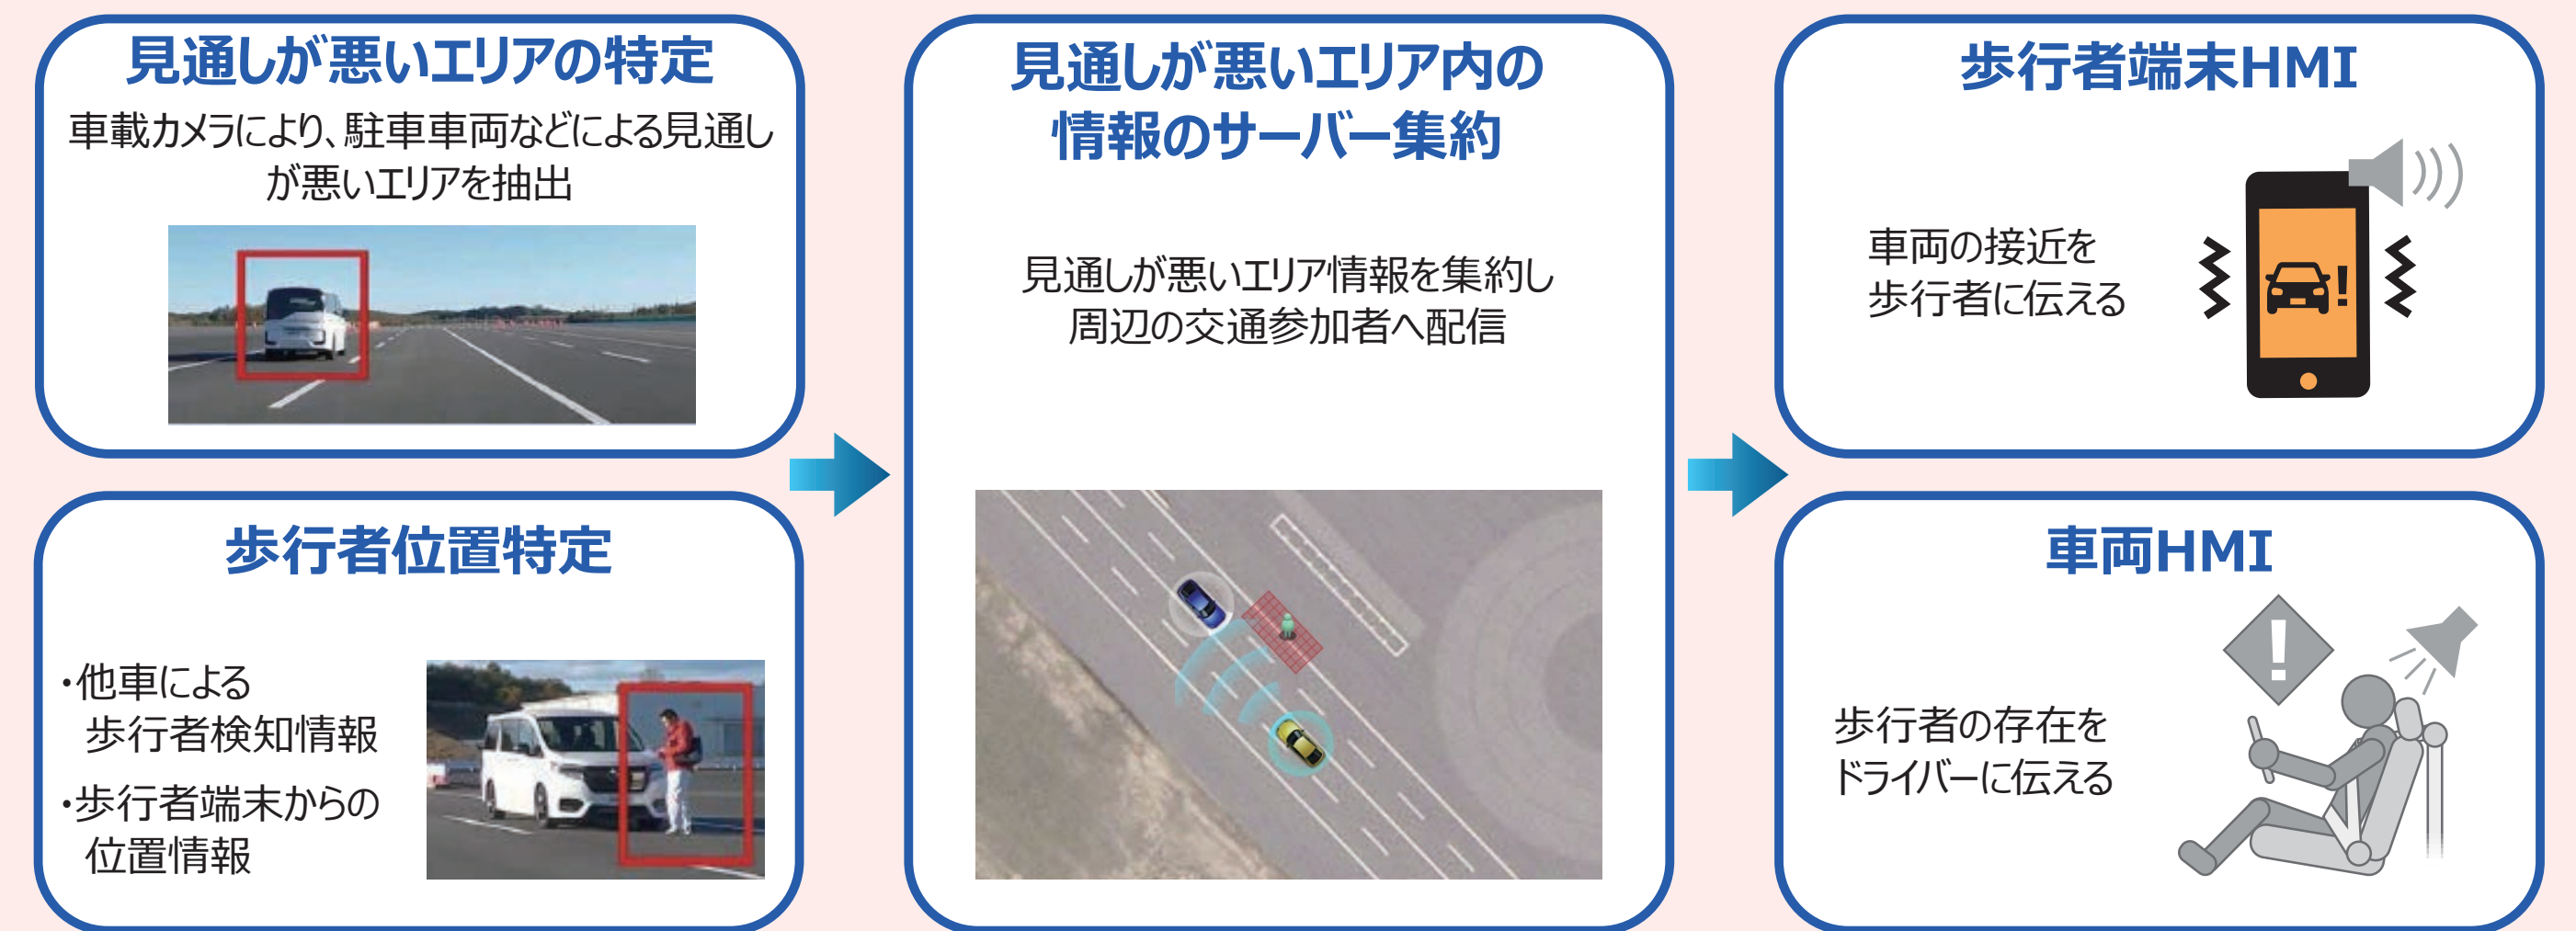 見通しが悪いエリアの特定
車載カメラにより、駐車車両などによる見通し
が悪いエリアを抽出
歩行者位置特定
・他車による
歩行者検知情報
・歩行者端末からの
位置情報
見通しが悪いエリア内の
情報のサーバー集約
見通しが悪いエリア情報を集約し
周辺の交通参加者へ配信
歩行者端末HMI
車両の接近を
歩行者に伝える
!
車両HMI
!
歩行者の存在を
ドライバーに伝える